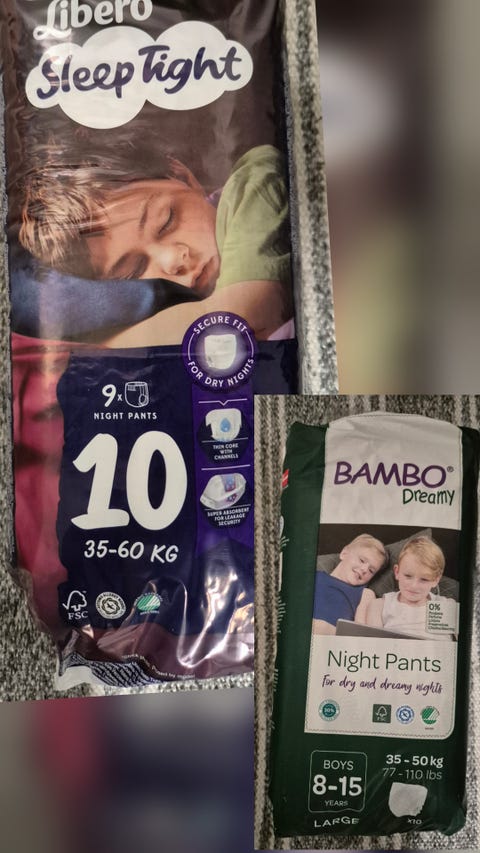 Libero
Sleep Tight
SECURE FIT
FOR DRY NIGHTS
9x
NIGHT PANTS
10
35-60 KG
THIN CORE
WITH
CHANNELS
SUPER ABSORBENT
FOR LEAKAGE
SECURITY
FSC
BAMBO®
Dreamy
0%
Night Pants
For dry and dreamy nights
FSC
BOYS
8-15
YEARS
LARGE
35 - 50 kg
77 - 110 lbs
x10